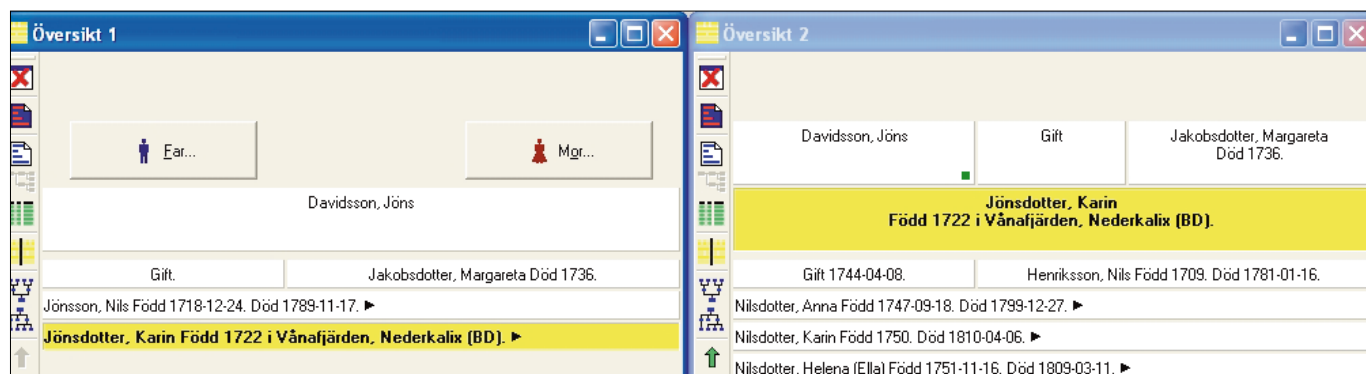 Översikt 1
Far...
Mor...
Davidsson, Jöns
Gift.
Jakobsdotter, Margareta Död 1736.
Jönsson, Nils Född 1718-12-24. Död 1789-11-17. ►
Jönsdotter, Karin Född 1722 i Vånafjärden, Nederkalix (BD). ►
Översikt 2
Davidsson, Jöns
Gift
Jakobsdotter, Margareta
Död 1736.
Jönsdotter, Karin
Född 1722 i Vånafjärden, Nederkalix (BD).
Gift 1744-04-08.
Henriksson, Nils Född 1709. Död 1781-01-16.
Nilsdotter, Anna Född 1747-09-18. Död 1799-12-27. ►
Nilsdotter, Karin Född 1750. Död 1810-04-06. ►
Nilsdotter, Helena (Ella) Född 1751-11-16. Död 1809-03-11. ►